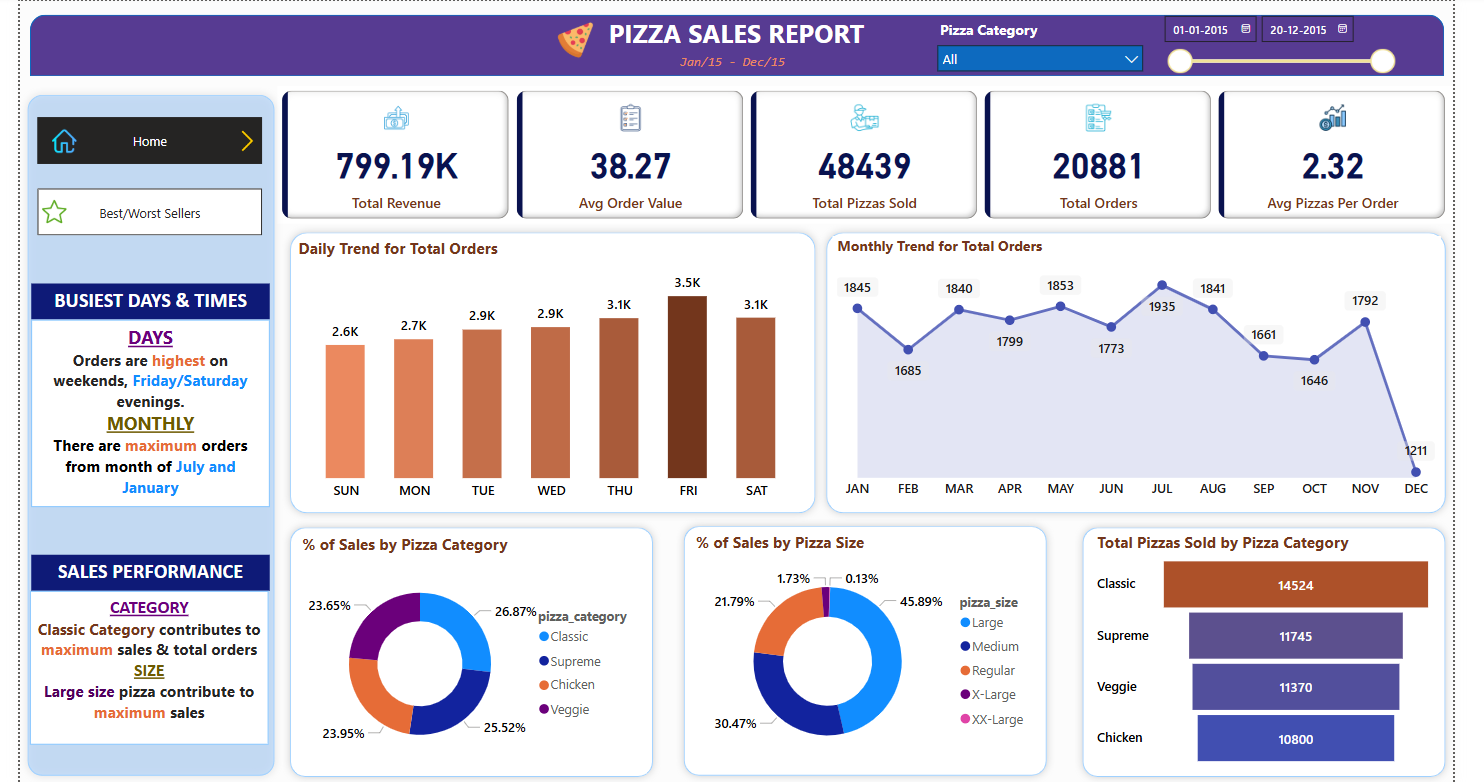 PIZZA SALES REPORT
Jan/15 - Dec/15
Pizza Category
All
01-01-2015
20-12-2015
Home
Best/Worst Sellers
BUSIEST DAYS & TIMES
DAYS
Orders are highest on
weekends, Friday/Saturday
evenings.
MONTHLY
There are maximum orders
from month of July and
January
SALES PERFORMANCE
CATEGORY
Classic Category contributes to
maximum sales & total orders
SIZE
Large size pizza contribute to
maximum sales
799.19K
Total Revenue
38.27
Avg Order Value
48439
Total Pizzas Sold
20881
Total Orders
2.32
Avg Pizzas Per Order
Daily Trend for Total Orders
2.6K
2.7K
2.9K
2.9K
3.1K
3.5K
3.1K
SUN
MON
TUE
WED
THU
FRI
SAT
Monthly Trend for Total Orders
1845
1685
1840
1799
1853
1773
1935
1841
1661
1646
1792
1211
JAN
FEB
MAR
APR
MAY
JUN
JUL
AUG
SEP
OCT
NOV
DEC
% of Sales by Pizza Category
23.65%
26.87%
23.95%
25.52%
pizza_category
Classic
Supreme
Chicken
Veggie
% of Sales by Pizza Size
1.73%
0.13%
21.79%
45.89%
30.47%
pizza_size
Large
Medium
Regular
X-Large
XX-Large
Total Pizzas Sold by Pizza Category
Classic 14524
Supreme 11745
Veggie 11370
Chicken 10800